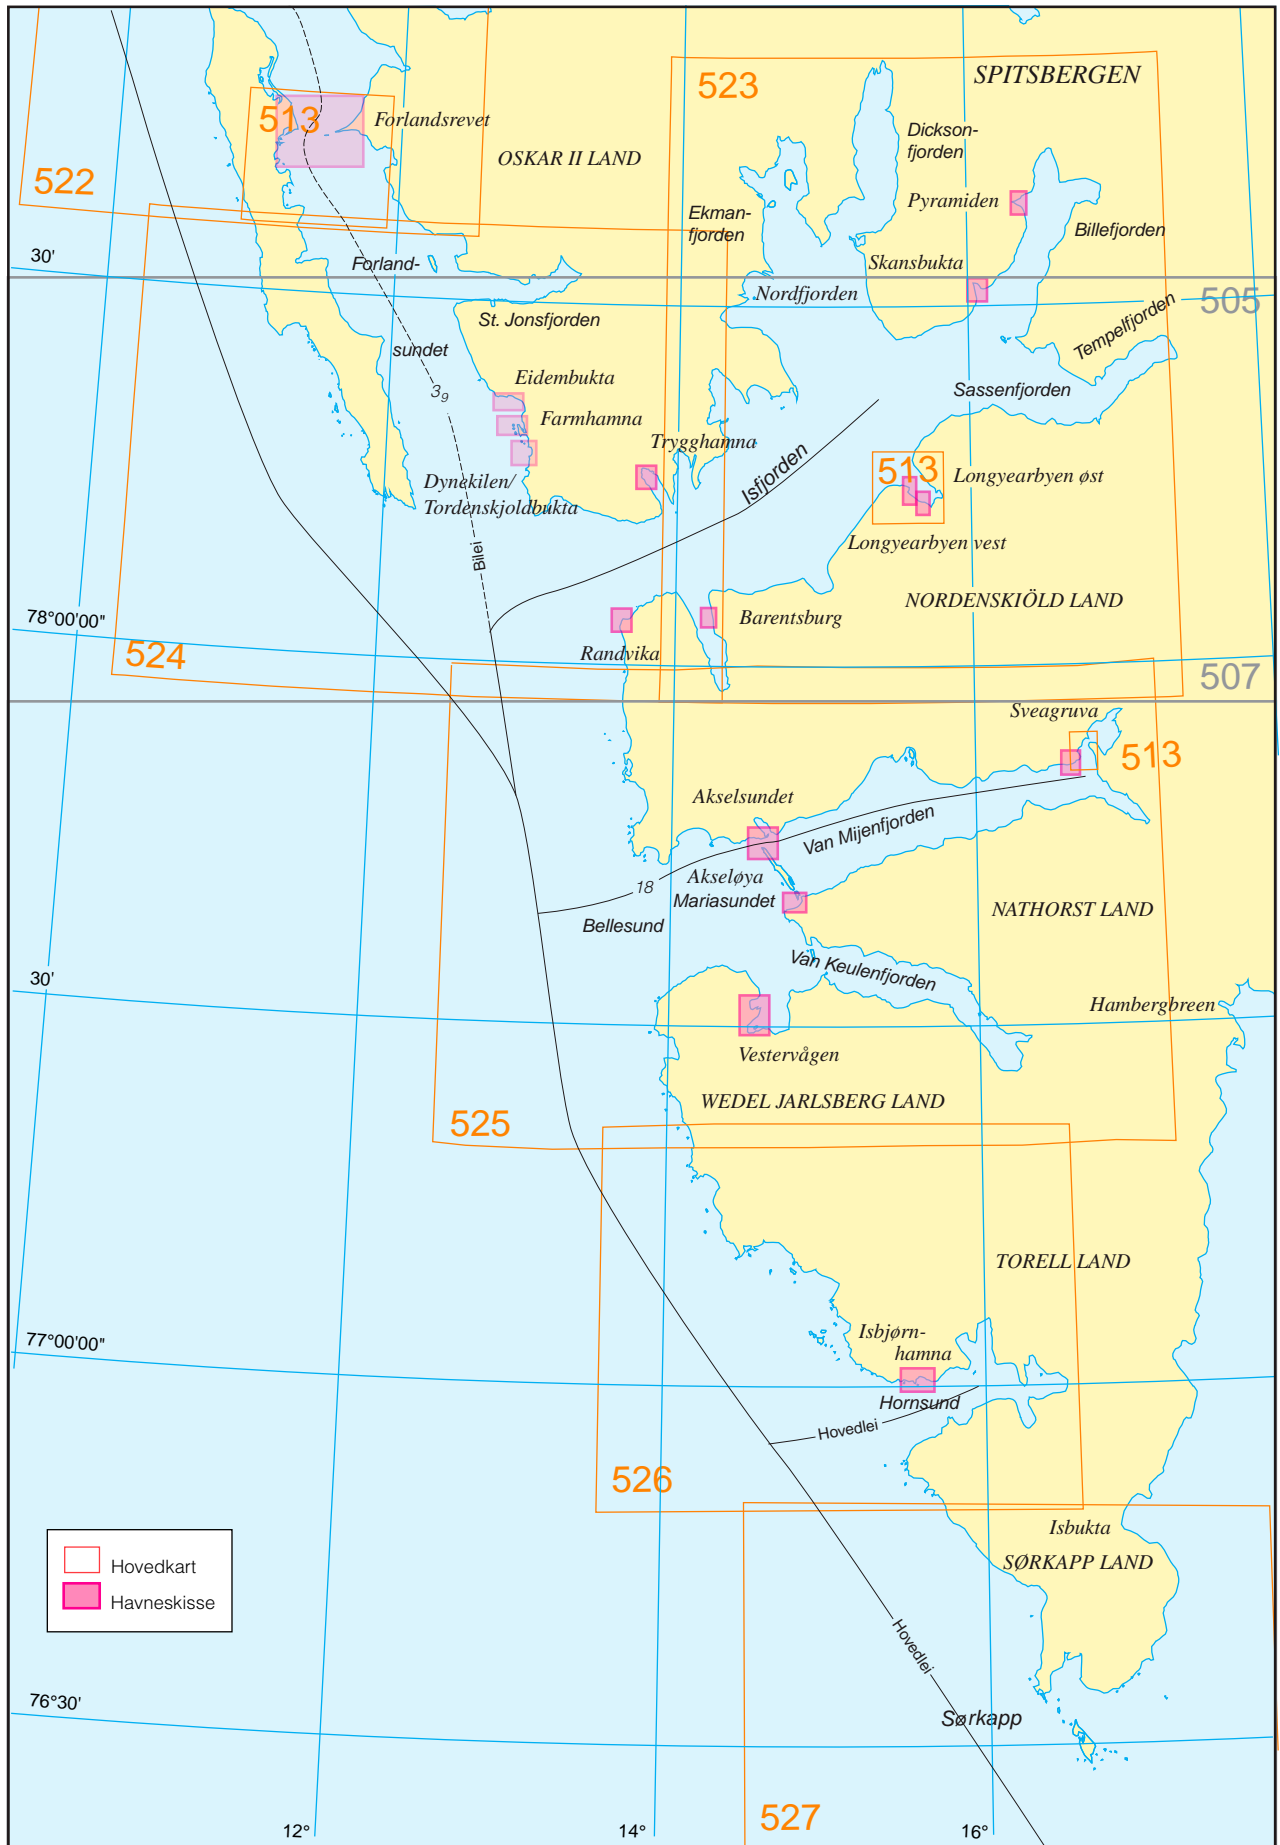 SPITSBERGEN
523
513
Forlandsrevet
Dickson-
fjorden
OSKAR II LAND
522
Pyramiden
Ekman-
fjorden
Billefjorden
30'
Forland-
Skansbukta
Nordfjorden
505
St. Jonsfjorden
Tempelfjorden
sundet
Eidembukta
39
Sassenfjorden
Farmhamna
Trygghamna
Isfjorden
513
Longyearbyen øst
Dynekilen/
Tordenskjoldbukta
Longyearbyen vest
Bilei
NORDENSKIÖLD LAND
78°00'00"
Barentsburg
524
Randvika
507
Sveagruva
513
Akselsundet
Van Mijenfjorden
Akseløya
18
Mariasundet
Bellesund
NATHORST LAND
Van Keulenfjorden
30'
Hambergbreen
Vestervågen
WEDEL JARLSBERG LAND
525
TORELL LAND
77°00'00"
Isbjørn-
hamna
Hornsund
Hovedlei
526
Isbukta
SØRKAPP LAND
Hovedkart
Havneskisse
Hovedlei
76°30'
Sørkapp
527
12°
14°
16°